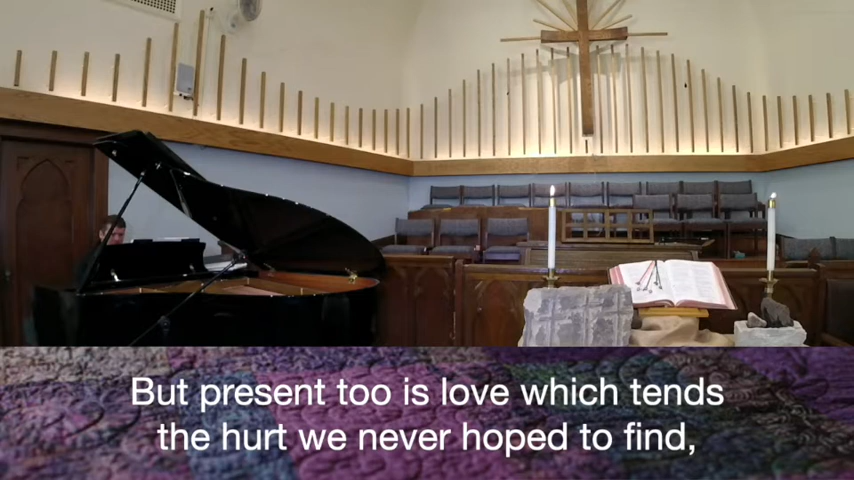 But present too is love which tends
the hurt we never hoped to find,